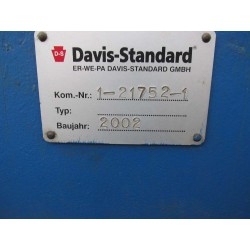 D-S Davis-Standard®
ER-WE-PA DAVIS-STANDARD GMBH
Kom.-Nr.: 1-21752-1
Typ:
Baujahr: 2002